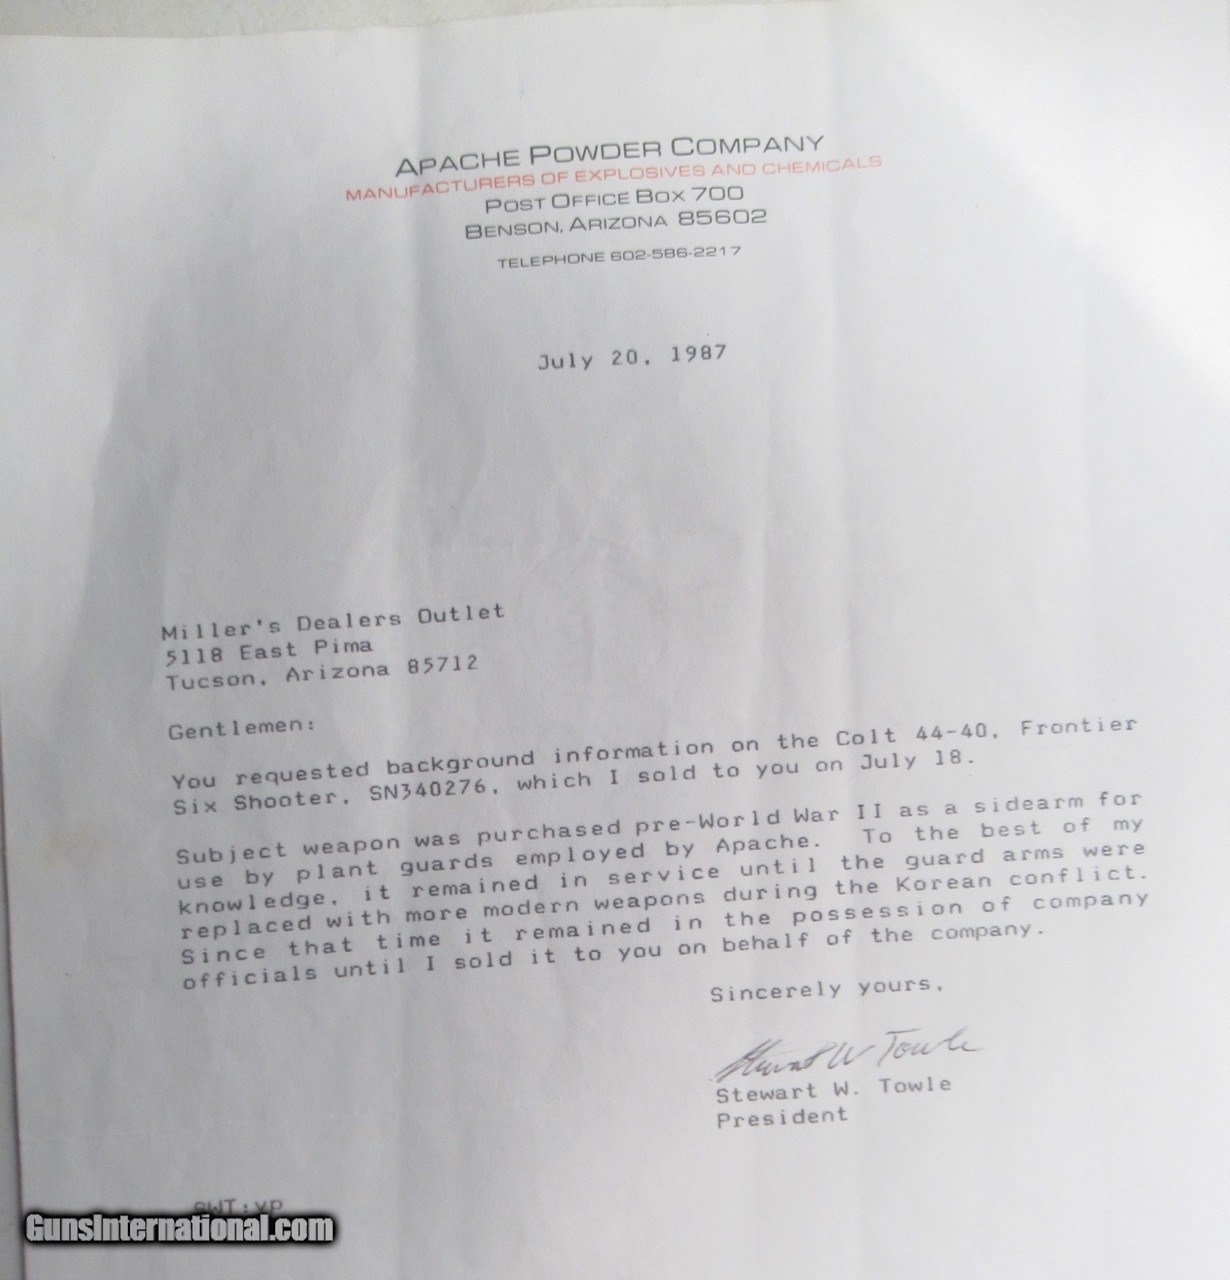 APACHE POWDER COMPANY
MANUFACTURERS OF EXPLOSIVES AND CHEMICALS
POST OFFICE BOX 700
BENSON, ARIZONA 85602
TELEPHONE 602-586-2217
July 20, 1987
Miller's Dealers Outlet
5118 East Pima
Tucson, Arizona 85712
Gentlemen:
You requested background information on the Colt 44-40, Frontier
Six Shooter, SN340276, which I sold to you on July 18.
Subject weapon was purchased pre-World War II as a sidearm for
use by plant guards employed by Apache. To the best of my
knowledge, it remained in service until the guard arms were
replaced with more modern weapons during the Korean conflict.
Since that time it remained in the possession of company
officials until I sold it to you on behalf of the company.
Sincerely yours,
Stewart W Towle
Stewart W. Towle
President
SWT:VP
GunsInternational.com